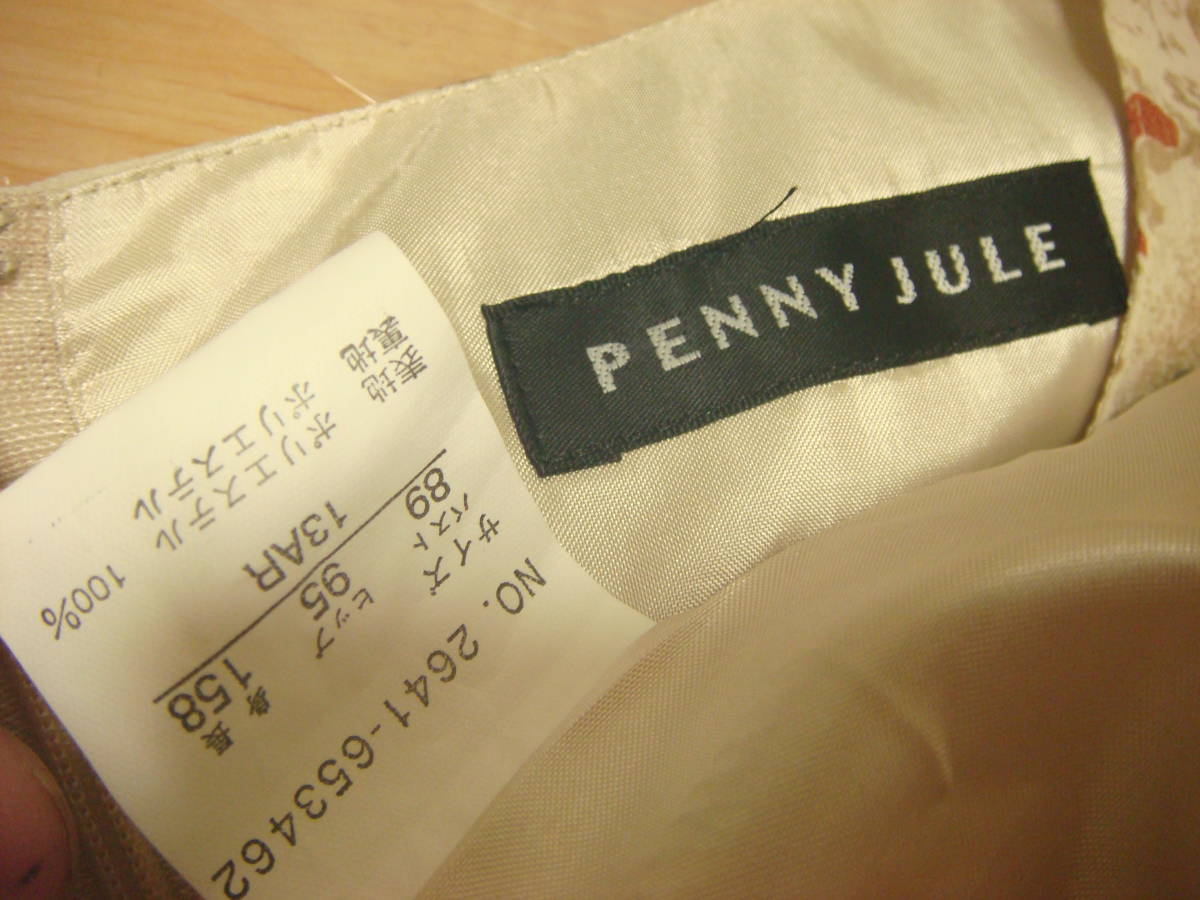 PENNY JULE
NO. 2641-653462
サイズ
バスト ヒップ 身長
89 95 158
13AR
表地 ポリエステル 100%
裏地 ポリエステル